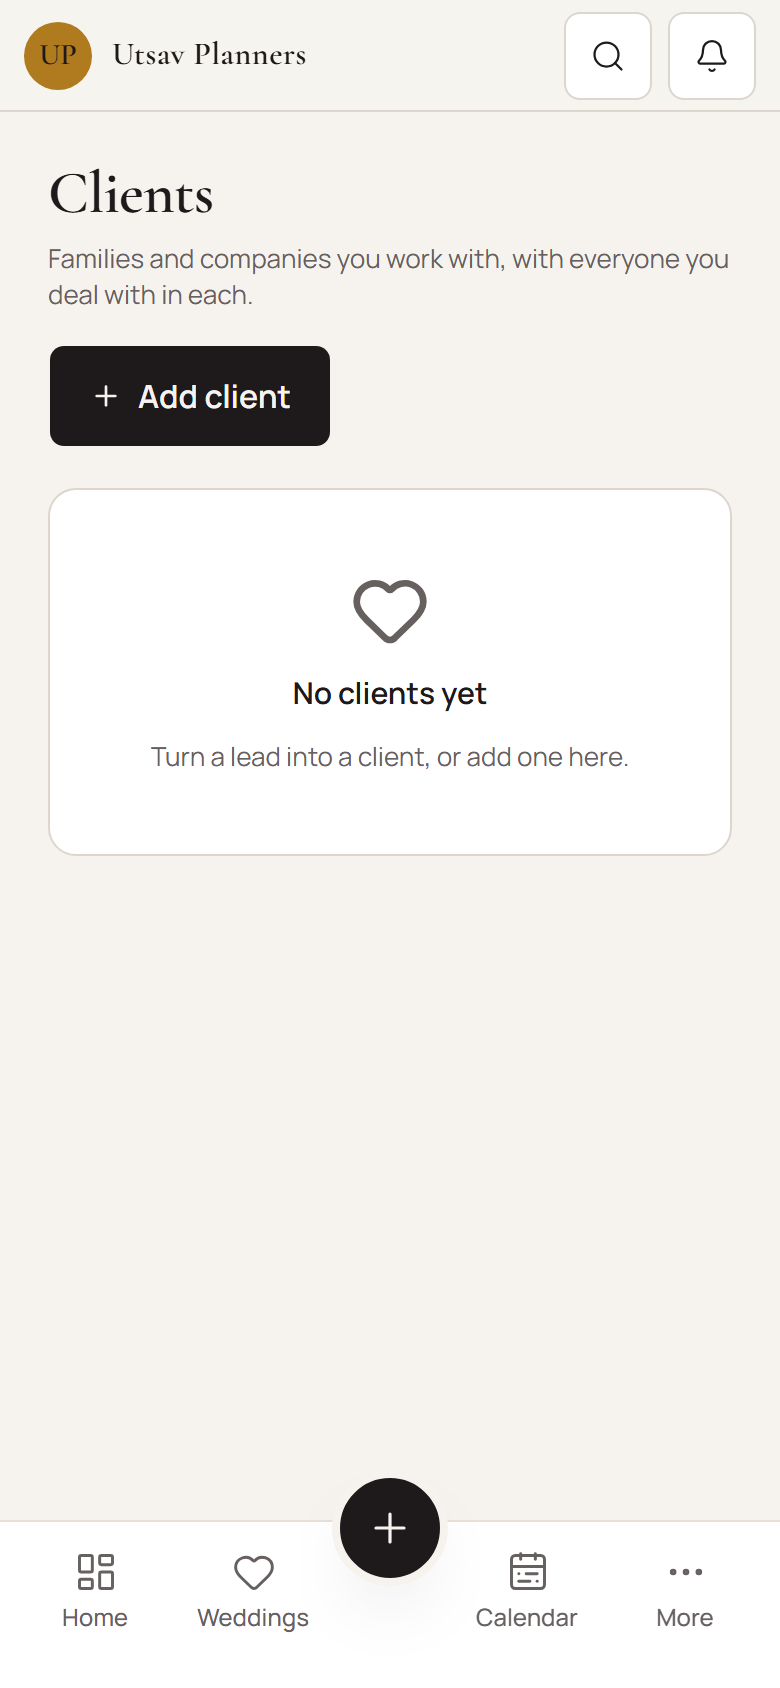 UP
Utsav Planners
Clients
Families and companies you work with, with everyone you
deal with in each.
Add client
No clients yet
Turn a lead into a client, or add one here.
Home
Weddings
Calendar
More